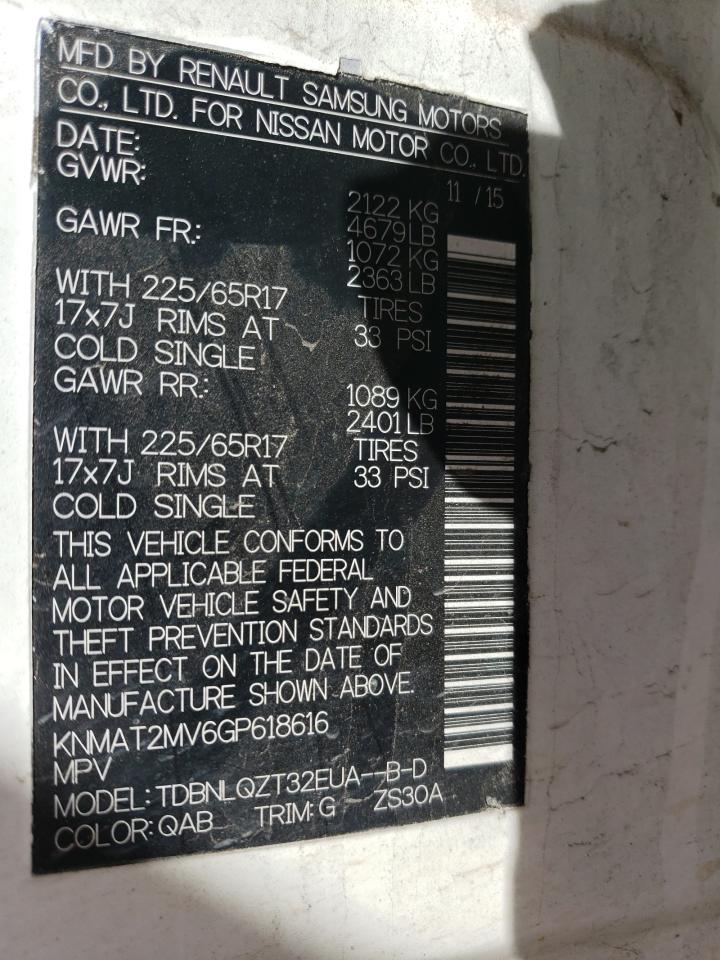 MFD BY RENAULT SAMSUNG MOTORS
CO., LTD. FOR NISSAN MOTOR CO., LTD.
DATE: 11 / 15
GVWR: 2122 KG
4679 LB
GAWR FR.: 1072 KG
2363 LB
WITH 225/65R17 TIRES
17x7J RIMS AT 33 PSI
COLD SINGLE
GAWR RR.: 1089 KG
2401 LB
WITH 225/65R17 TIRES
17x7J RIMS AT 33 PSI
COLD SINGLE
THIS VEHICLE CONFORMS TO
ALL APPLICABLE FEDERAL
MOTOR VEHICLE SAFETY AND
THEFT PREVENTION STANDARDS
IN EFFECT ON THE DATE OF
MANUFACTURE SHOWN ABOVE.
KNMAT2MV6GP618616
MPV
MODEL: TDBNLQZT32EUA--B-D
COLOR: QAB TRIM: G ZS30A